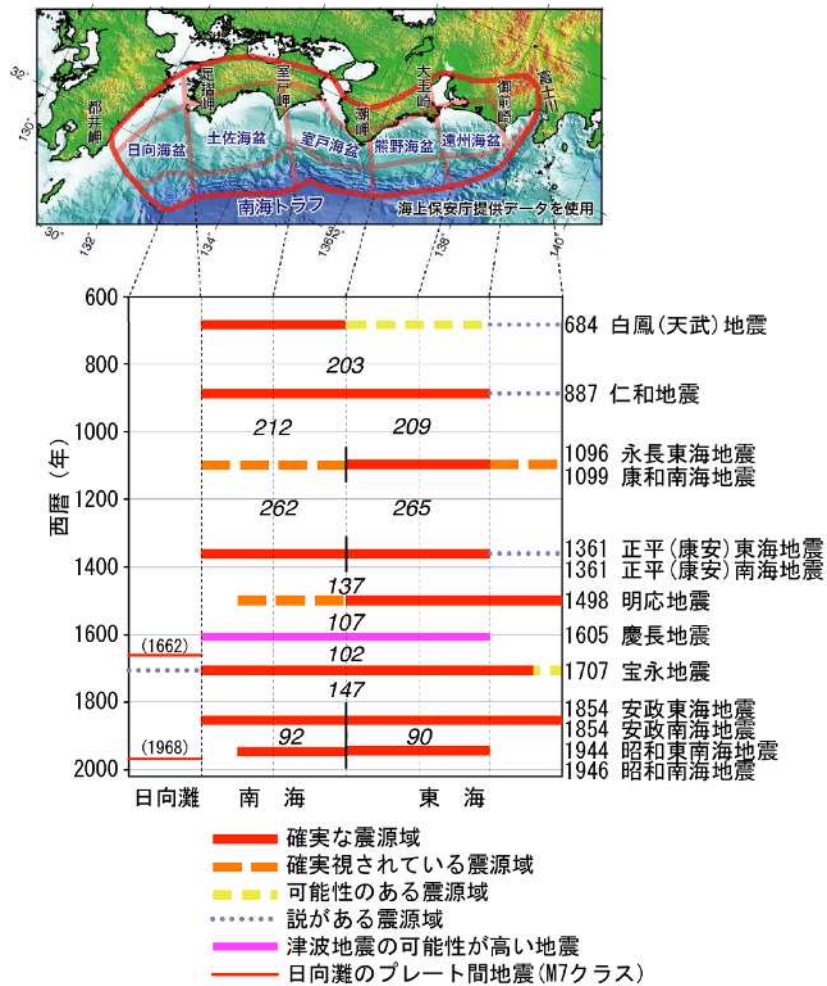 32°
130°
都井岬
足摺岬
室戸岬
潮岬
大王崎
御前崎
富士川
日向海盆
土佐海盆
室戸海盆
熊野海盆
遠州海盆
南海トラフ
海上保安庁提供データを使用
30°
132°
134°
136°
32°
138°
140°
西暦 (年)
600
684 白鳳(天武)地震
800
203
887 仁和地震
1000
212
209
1096 永長東海地震
1099 康和南海地震
1200
262
265
1361 正平(康安)東海地震
1361 正平(康安)南海地震
1400
137
1498 明応地震
107
1600
1605 慶長地震
(1662)
102
1707 宝永地震
147
1800
1854 安政東海地震
1854 安政南海地震
92
90
1944 昭和東南海地震
(1968)
1946 昭和南海地震
2000
日向灘 南 海 東 海
確実な震源域
確実視されている震源域
可能性のある震源域
説がある震源域
津波地震の可能性が高い地震
日向灘のプレート間地震(M7クラス)